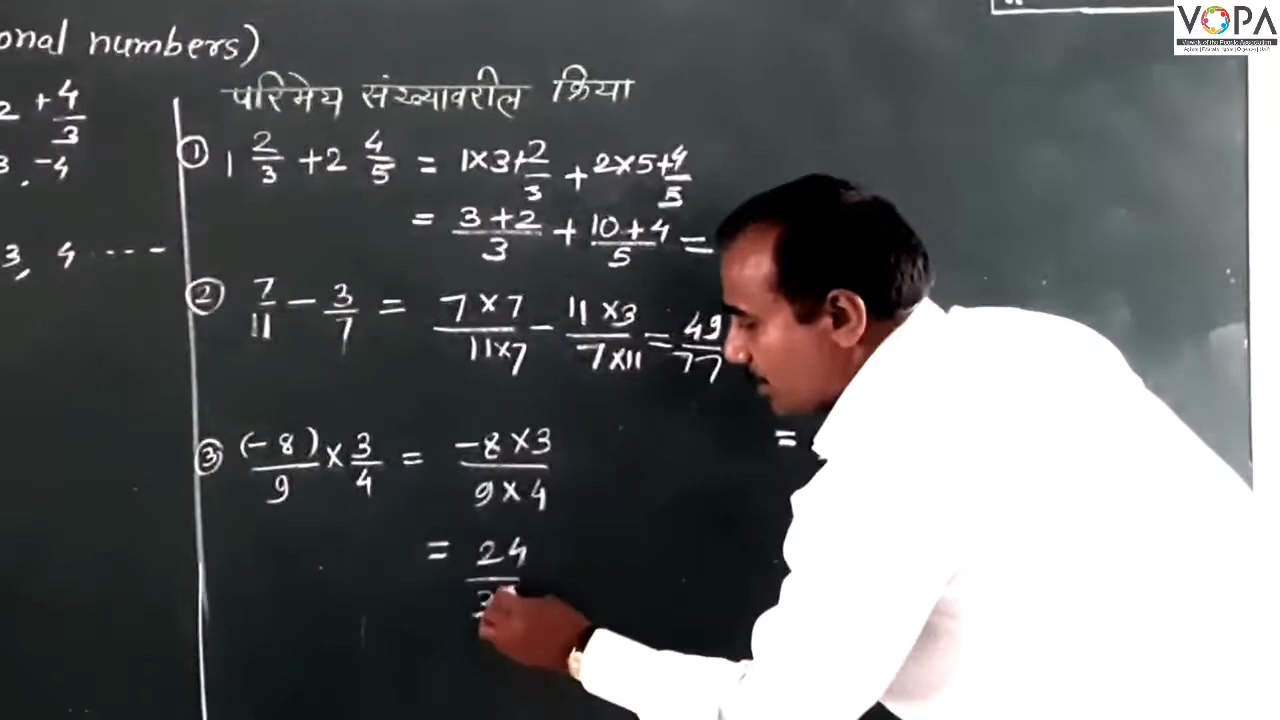 VOPA
onal numbers)
2 + 4/3
3, -4
3, 4 ----
परिमेय संख्यावरील क्रिया
① 1 2/3 + 2 4/5 = 1×3+2/3 + 2×5+4/5
= 3+2/3 + 10+4/5 =
② 7/11 - 3/7 = 7×7/11×7 - 11×3/7×11 = 49/77
=
③ (-8)/9 × 3/4 = -8×3/9×4
= 24/3